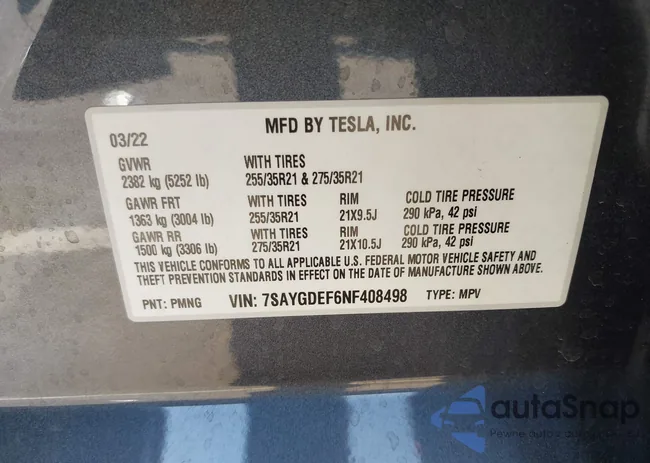 03/22
MFD BY TESLA, INC.
GVWR WITH TIRES
2382 kg (5252 lb) 255/35R21 & 275/35R21
GAWR FRT WITH TIRES RIM COLD TIRE PRESSURE
1363 kg (3004 lb) 255/35R21 21X9.5J 290 kPa, 42 psi
GAWR RR WITH TIRES RIM COLD TIRE PRESSURE
1500 kg (3306 lb) 275/35R21 21X10.5J 290 kPa, 42 psi
THIS VEHICLE CONFORMS TO ALL APPLICABLE U.S. FEDERAL MOTOR VEHICLE SAFETY AND
THEFT PREVENTION STANDARDS IN EFFECT ON THE DATE OF MANUFACTURE SHOWN ABOVE.
PNT: PMNG VIN: 7SAYGDEF6NF408498 TYPE: MPV
autaSnap
Pewne auto z